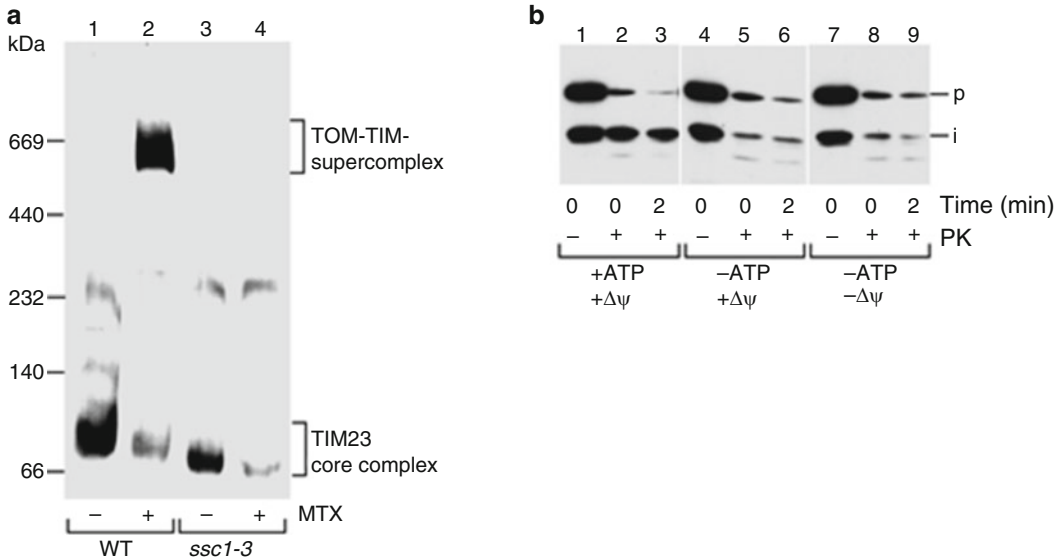 a
kDa
1 2 3 4
669
440
232
140
66
TOM-TIM-
supercomplex
TIM23
core complex
– + – + MTX
WT ssc1-3
b
1 2 3 4 5 6 7 8 9
p
i
0 0 2 0 0 2 0 0 2 Time (min)
– + + – + + – + + PK
+ATP –ATP –ATP
+Δψ +Δψ –Δψ